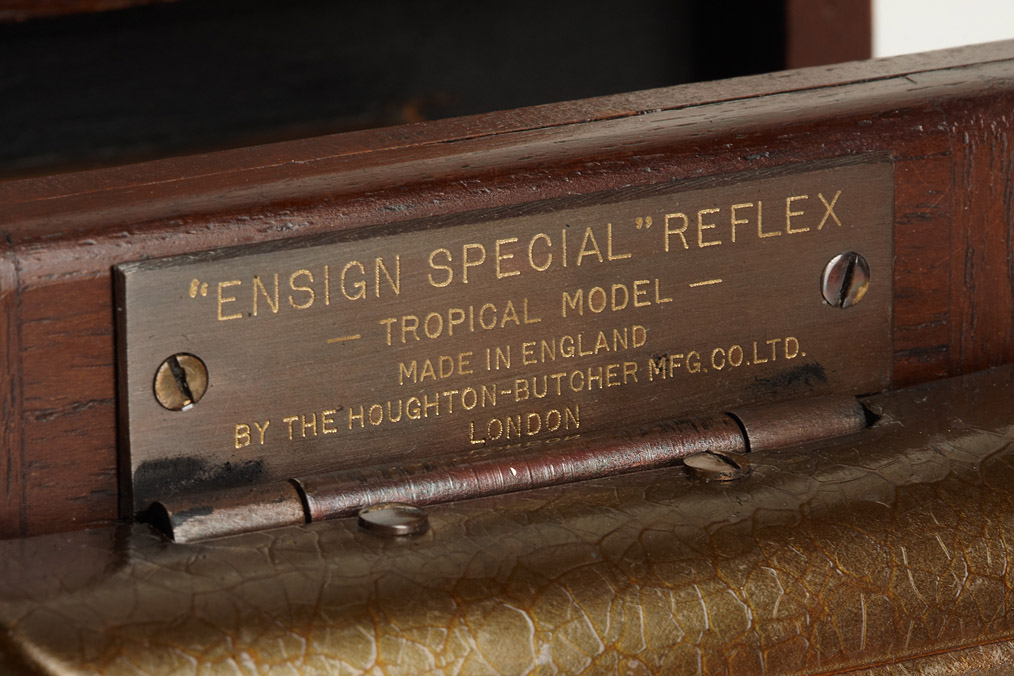 “ENSIGN SPECIAL” REFLEX
— TROPICAL MODEL —
MADE IN ENGLAND
BY THE HOUGHTON-BUTCHER MFG.CO.LTD.
LONDON